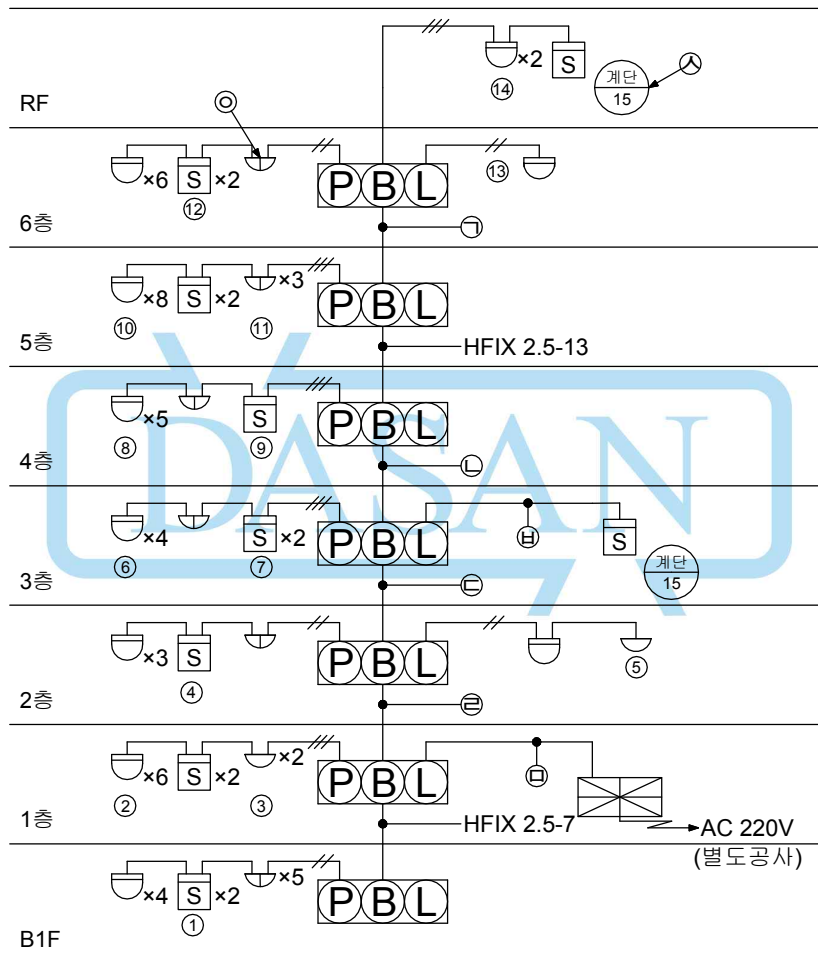 ×2 S
계단
15
⑭
㉦
RF
◎
×6 S ×2
⑫
P B L
⑬
6층
㉠
×8 S ×2 ×3
⑩ ⑪
P B L
5층
HFIX 2.5-13
×5 S
⑧ ⑨
P B L
4층
㉡
DASAN
×4 S ×2
⑥ ⑦
P B L
㉥
S
계단
15
3층
㉢
×3 S
④
P B L
⑤
2층
㉣
×6 S ×2 ×2
② ③
P B L
㉤
1층
HFIX 2.5-7
AC 220V
(별도공사)
×4 S ×2 ×5
①
P B L
B1F